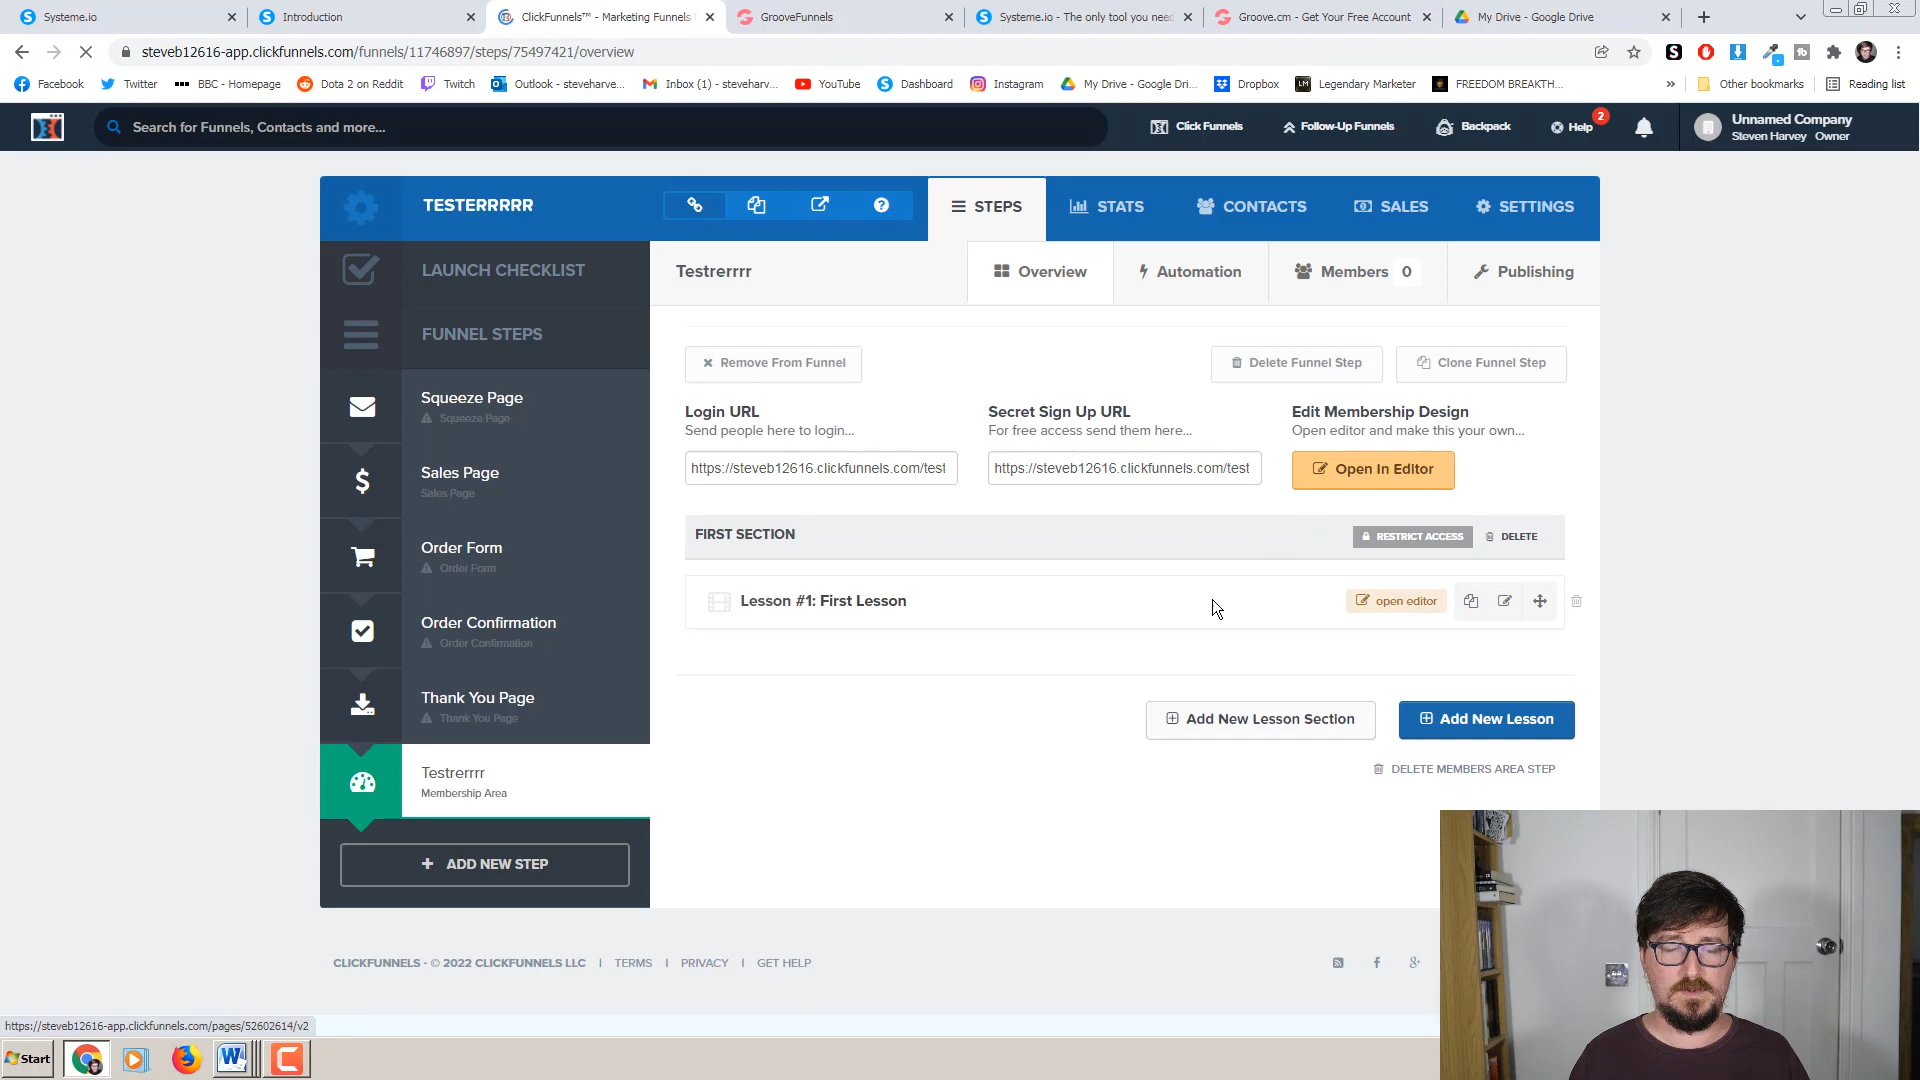 Systeme.io
Introduction
ClickFunnels™ - Marketing Funnels
GrooveFunnels
Systeme.io - The only tool you need
Groove.cm - Get Your Free Account
My Drive - Google Drive
steveb12616-app.clickfunnels.com/funnels/11746897/steps/75497421/overview
Facebook
Twitter
BBC - Homepage
Dota 2 on Reddit
Twitch
Outlook - steveharve...
Inbox (1) - steveharv...
YouTube
Dashboard
Instagram
My Drive - Google Dri...
Dropbox
Legendary Marketer
FREEDOM BREAKTH...
Other bookmarks
Reading list
Search for Funnels, Contacts and more...
Click Funnels
Follow-Up Funnels
Backpack
Help
2
Unnamed Company
Steven Harvey Owner
TESTERRRRR
STEPS
STATS
CONTACTS
SALES
SETTINGS
LAUNCH CHECKLIST
Testrerrrr
Overview
Automation
Members 0
Publishing
FUNNEL STEPS
Remove From Funnel
Delete Funnel Step
Clone Funnel Step
Squeeze Page
Squeeze Page
Login URL
Send people here to login...
Secret Sign Up URL
For free access send them here...
Edit Membership Design
Open editor and make this your own...
https://steveb12616.clickfunnels.com/test
https://steveb12616.clickfunnels.com/test
Open In Editor
Sales Page
Sales Page
FIRST SECTION
RESTRICT ACCESS
DELETE
Order Form
Order Form
Lesson #1: First Lesson
open editor
Order Confirmation
Order Confirmation
Thank You Page
Thank You Page
Add New Lesson Section
Add New Lesson
DELETE MEMBERS AREA STEP
Testrerrrr
Membership Area
ADD NEW STEP
CLICKFUNNELS - © 2022 CLICKFUNNELS LLC | TERMS | PRIVACY | GET HELP
https://steveb12616-app.clickfunnels.com/pages/52602614/v2
Start